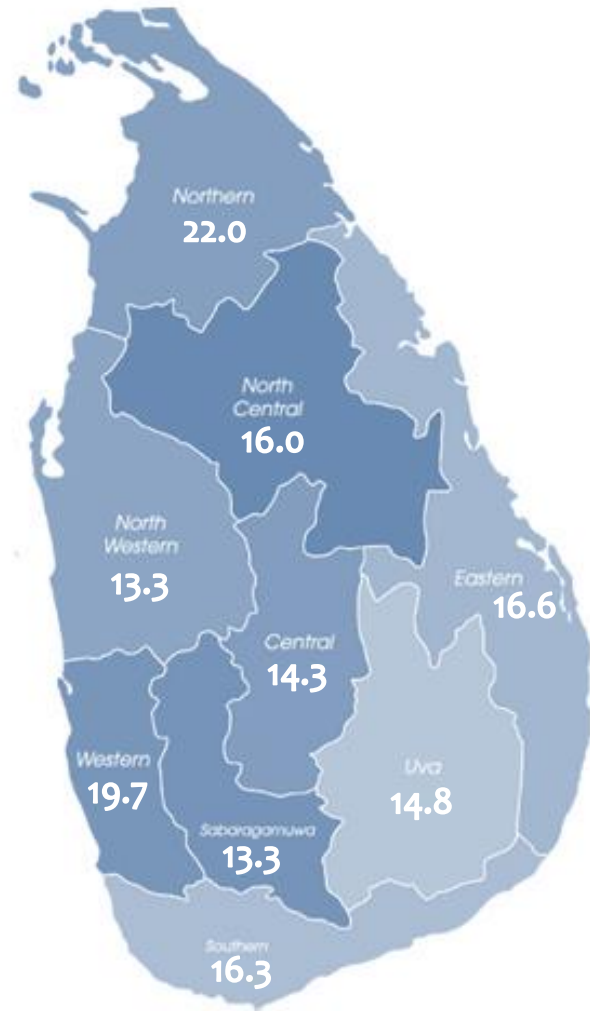 Northern
22.0
North
Central
16.0
North
Western
13.3
Eastern
16.6
Central
14.3
Western
19.7
Uva
14.8
Sabaragamuwa
13.3
Southern
16.3